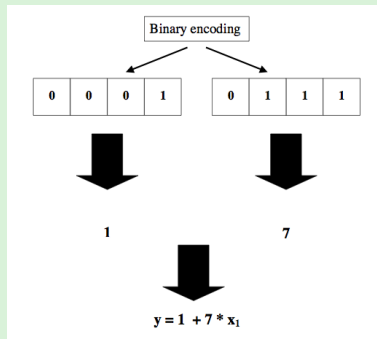 Binary encoding
0 0 0 1 0 1 1 1
1 7
y = 1 + 7 * x₁